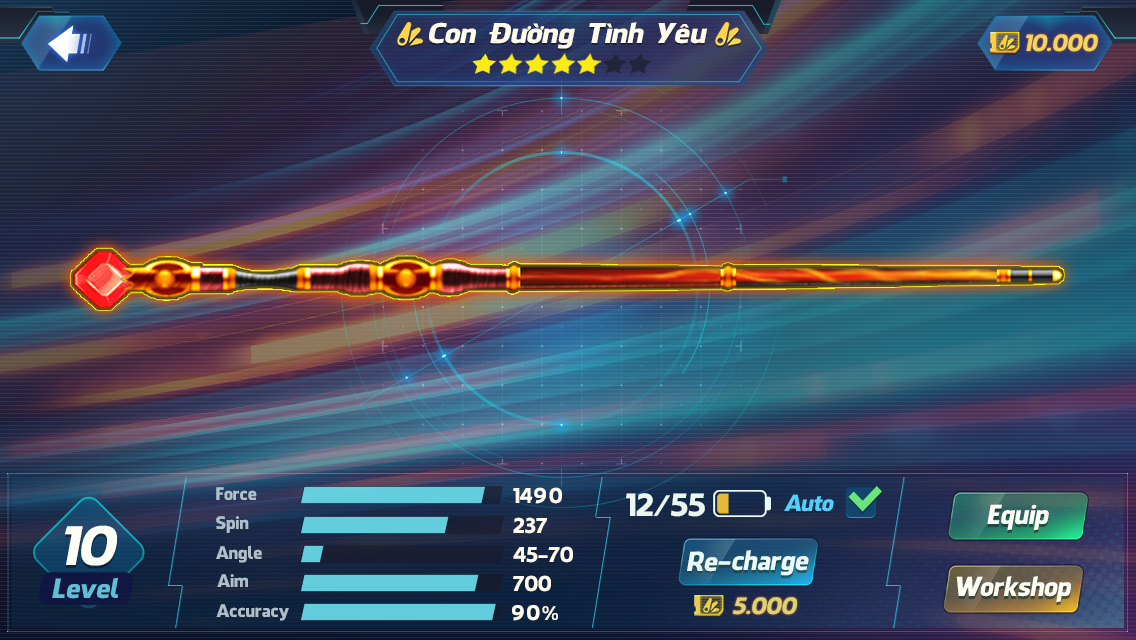 Con Đường Tình Yêu
10.000
10
Level
Force 1490
Spin 237
Angle 45-70
Aim 700
Accuracy 90%
12/55 Auto
Re-charge
5.000
Equip
Workshop